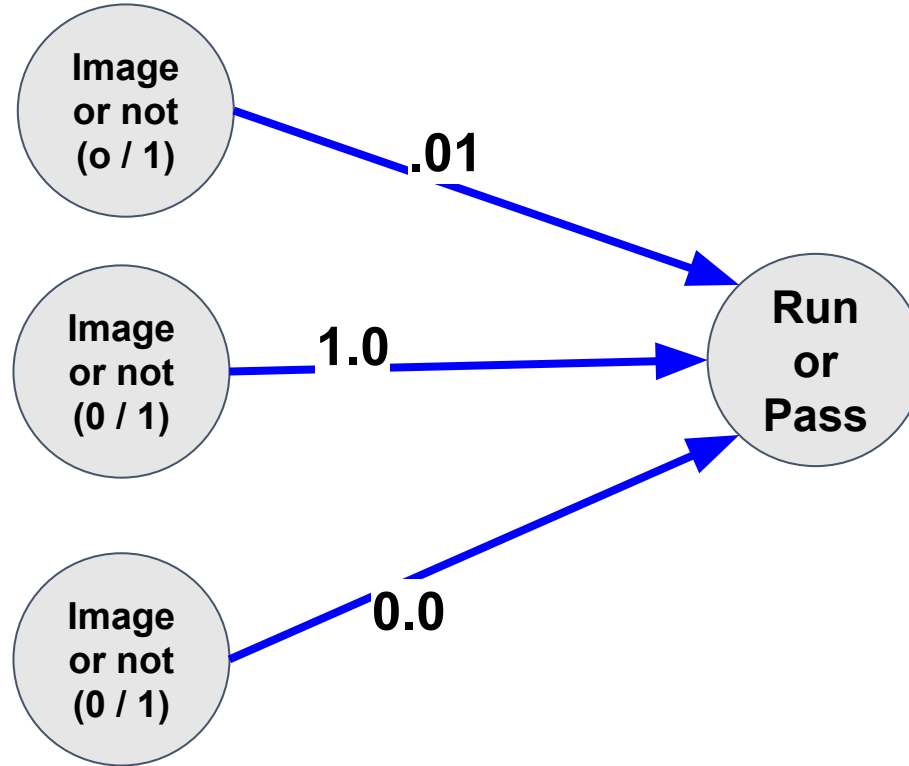 Image
or not
(o / 1)
.01
Image
or not
(0 / 1)
1.0
Run
or
Pass
Image
or not
(0 / 1)
0.0